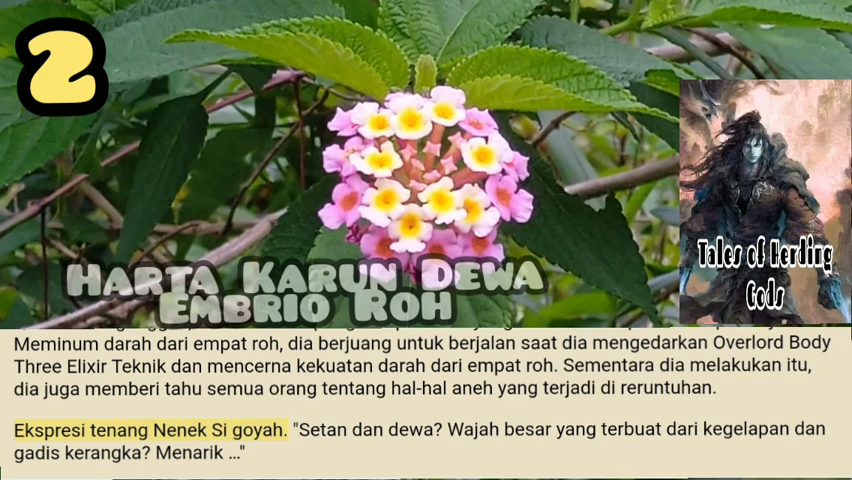 2
Tales of Herding
Gods
HARTA KARUN DEWA
EMBRIO ROH
Meminum darah dari empat roh, dia berjuang untuk berjalan saat dia mengedarkan Overlord Body
Three Elixir Teknik dan mencerna kekuatan darah dari empat roh. Sementara dia melakukan itu,
dia juga memberi tahu semua orang tentang hal-hal aneh yang terjadi di reruntuhan.
Ekspresi tenang Nenek Si goyah. "Setan dan dewa? Wajah besar yang terbuat dari kegelapan dan
gadis kerangka? Menarik ..."